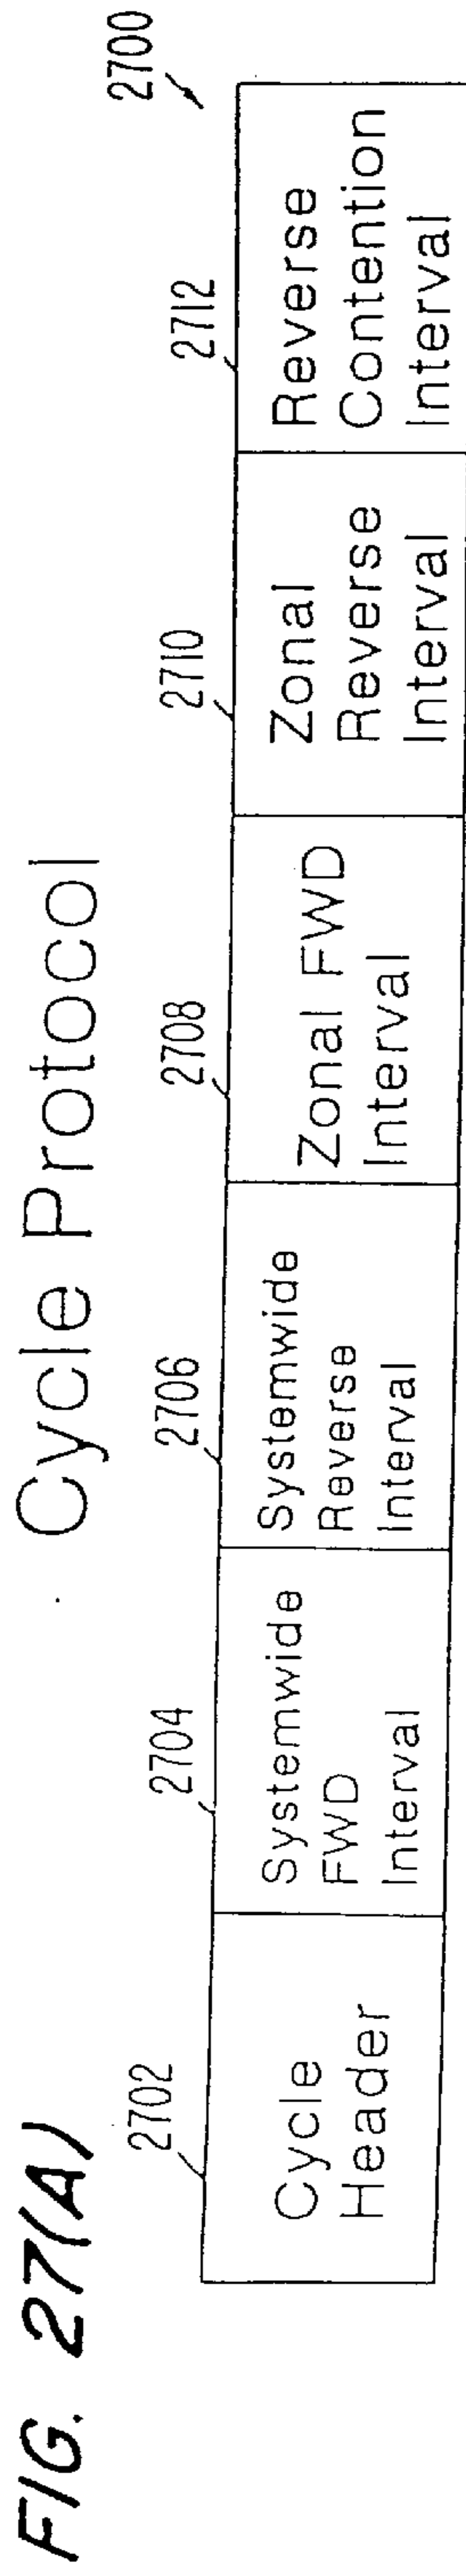 FIG. 27(A)
Cycle Protocol
2700
2702
Cycle
Header
2704
Systemwide
FWD
Interval
2706
Systemwide
Reverse
Interval
2708
Zonal FWD
Interval
2710
Zonal
Reverse
Interval
2712
Reverse
Contention
Interval